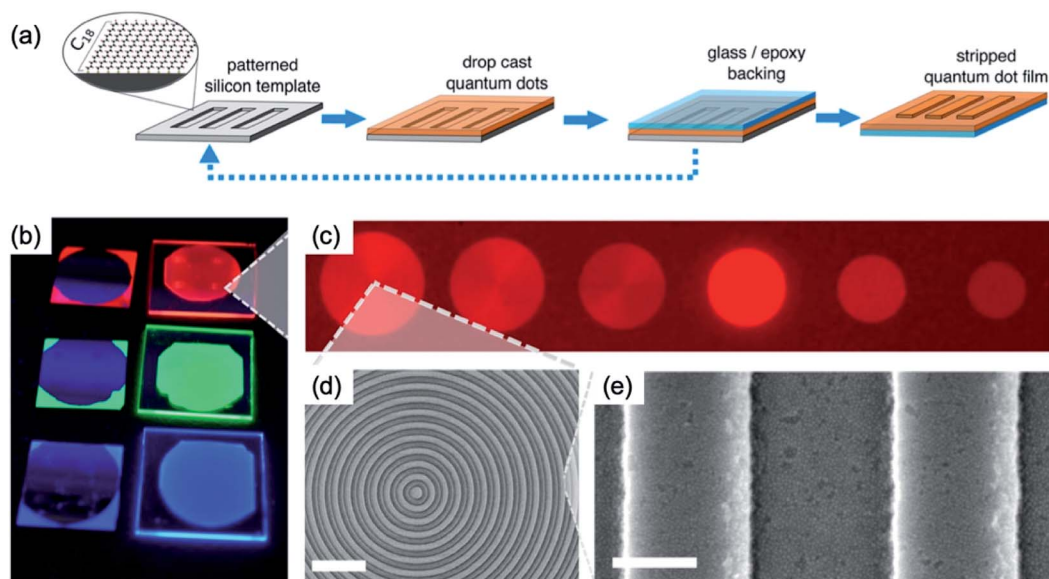 (a)
C18
patterned
silicon template
drop cast
quantum dots
glass / epoxy
backing
stripped
quantum dot film
(b)
(c)
(d)
(e)